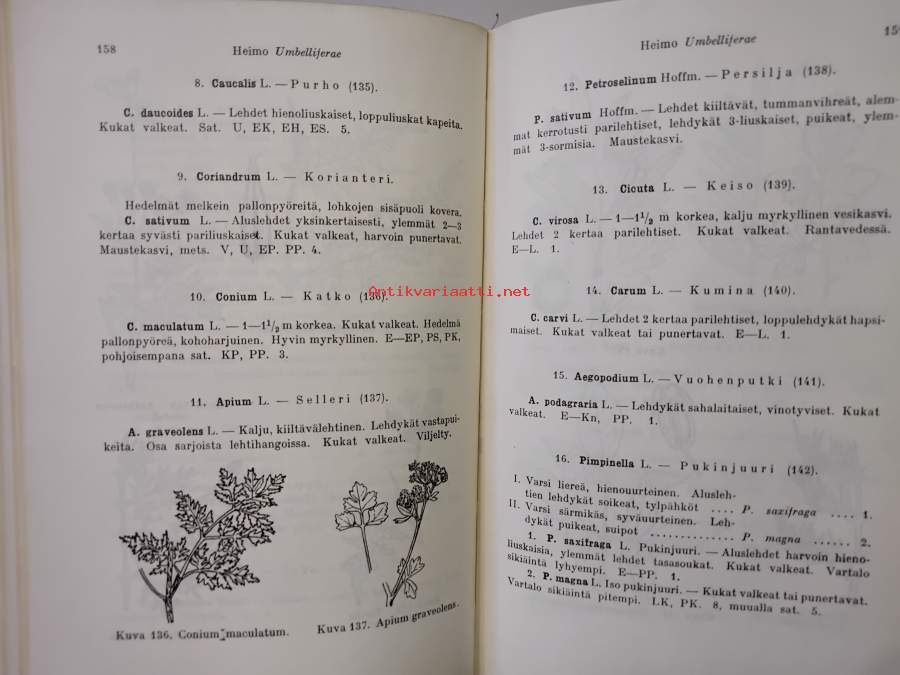 158
Heimo Umbelliferae
8. Caucalis L. — Purho (135).
C. daucoides L. — Lehdet hienoliuskaiset, loppuliuskat kapeita.
Kukat valkeat. Sat. U, EK, EH, ES. 5.
9. Coriandrum L. — Korianteri.
Hedelmät melkein pallonpyöreitä, lohkojen sisäpuoli kovera.
C. sativum L. — Aluslehdet yksinkertaisesti, ylemmät 2—3
kertaa syvästi pariliuskaiset. Kukat valkeat, harvoin punertavat.
Maustekasvi, mets. V, U, EP. PP. 4.
10. Conium L. — Katko (136).
C. maculatum L. — 1—1½ m korkea. Kukat valkeat. Hedelmä
pallonpyöreä, kohoharjuinen. Hyvin myrkyllinen. E—EP, PS, PK,
pohjoisempana sat. KP, PP. 3.
11. Apium L. — Selleri (137).
A. graveolens L. — Kalju, kiiltävälehtinen. Lehdykät vastapui-
keita. Osa sarjoista lehtihangoissa. Kukat valkeat. Viljelty.
Kuva 136. Conium maculatum.
Kuva 137. Apium graveolens.
Heimo Umbelliferae
12. Petroselinum Hoffm. — Persilja (138).
P. sativum Hoffm. — Lehdet kiiltävät, tummanvihreät, alem-
mat kerrotusti parilehtiset, lehdykät 3-liuskaiset, puikeat, ylem-
mät 3-sormisia. Maustekasvi.
13. Cicuta L. — Keiso (139).
C. virosa L. — 1—1½ m korkea, kalju myrkyllinen vesikasvi.
Lehdet 2 kertaa parilehtiset. Kukat valkeat. Rantavedessä.
E—L. 1.
14. Carum L. — Kumina (140).
C. carvi L. — Lehdet 2 kertaa parilehtiset, loppulehdykät hapsi-
maiset. Kukat valkeat tai punertavat. E—L. 1.
15. Aegopodium L. — Vuohenputki (141).
A. podagraria L. — Lehdykät sahalaitaiset, vinotyviset. Kukat
valkeat. E—Kn, PP. 1.
16. Pimpinella L. — Pukinjuuri (142).
I. Varsi liereä, hienouurteinen. Alusleh-
tien lehdykät soikeat, tylpähköt .... P. saxifraga .... 1.
II. Varsi särmikäs, syväuurteinen. Leh-
dykät puikeat, suipot .............. P. magna ...... 2.
1. P. saxifraga L. Pukinjuuri. — Aluslehdet harvoin hieno-
liuskaisia, ylemmät lehdet tasasoukat. Kukat valkeat. Vartalo
sikiäintä lyhyempi. E—PP. 1.
2. P. magna L. Iso pukinjuuri. — Kukat valkeat tai punertavat.
Vartalo sikiäintä pitempi. LK, PK. 8, muualla sat. 5.
Antikvariaatti.net